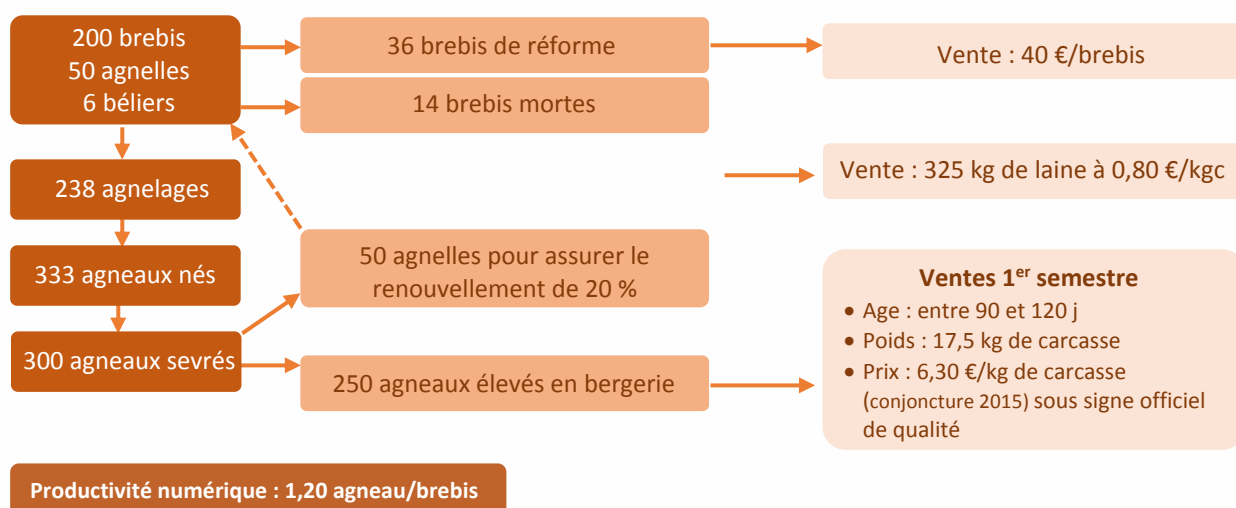 200 brebis
50 agnelles
6 béliers
36 brebis de réforme
Vente : 40 €/brebis
14 brebis mortes
238 agnelages
Vente : 325 kg de laine à 0,80 €/kgc
333 agneaux nés
50 agnelles pour assurer le
renouvellement de 20 %
300 agneaux sevrés
250 agneaux élevés en bergerie
Ventes 1er semestre
• Age : entre 90 et 120 j
• Poids : 17,5 kg de carcasse
• Prix : 6,30 €/kg de carcasse
(conjoncture 2015) sous signe officiel
de qualité
Productivité numérique : 1,20 agneau/brebis